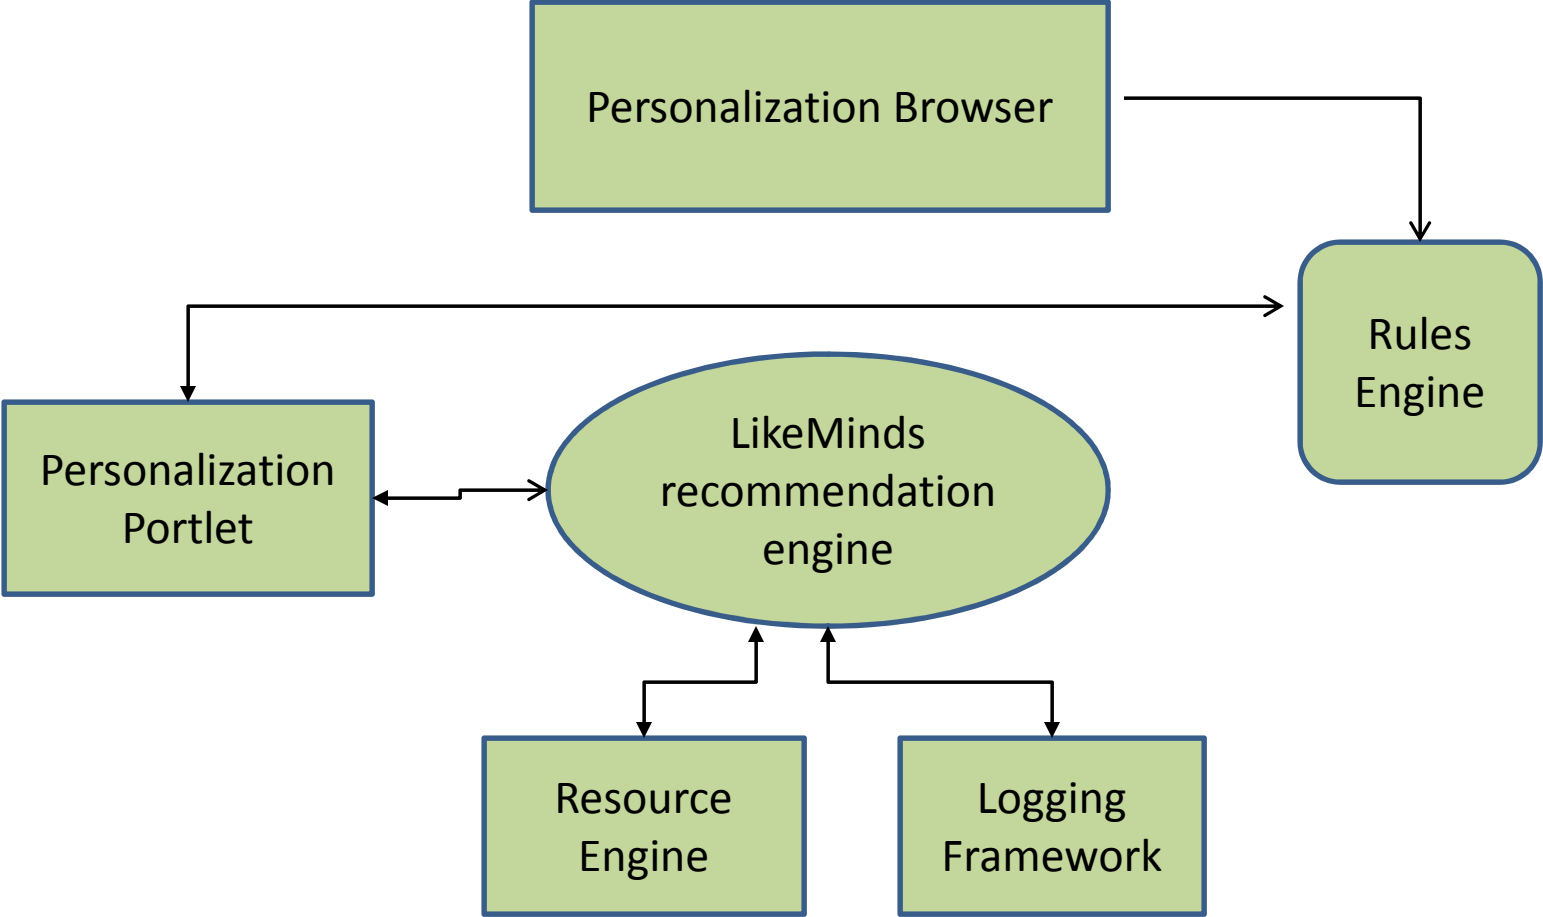 Personalization Browser
Rules
Engine
LikeMinds
recommendation
engine
Personalization
Portlet
Resource
Engine
Logging
Framework